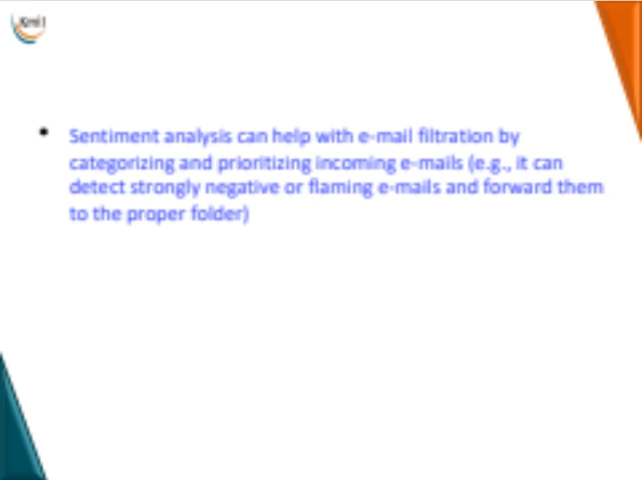 Kmit
• Sentiment analysis can help with e-mail filtration by
categorizing and prioritizing incoming e-mails (e.g., it can
detect strongly negative or flaming e-mails and forward them
to the proper folder)